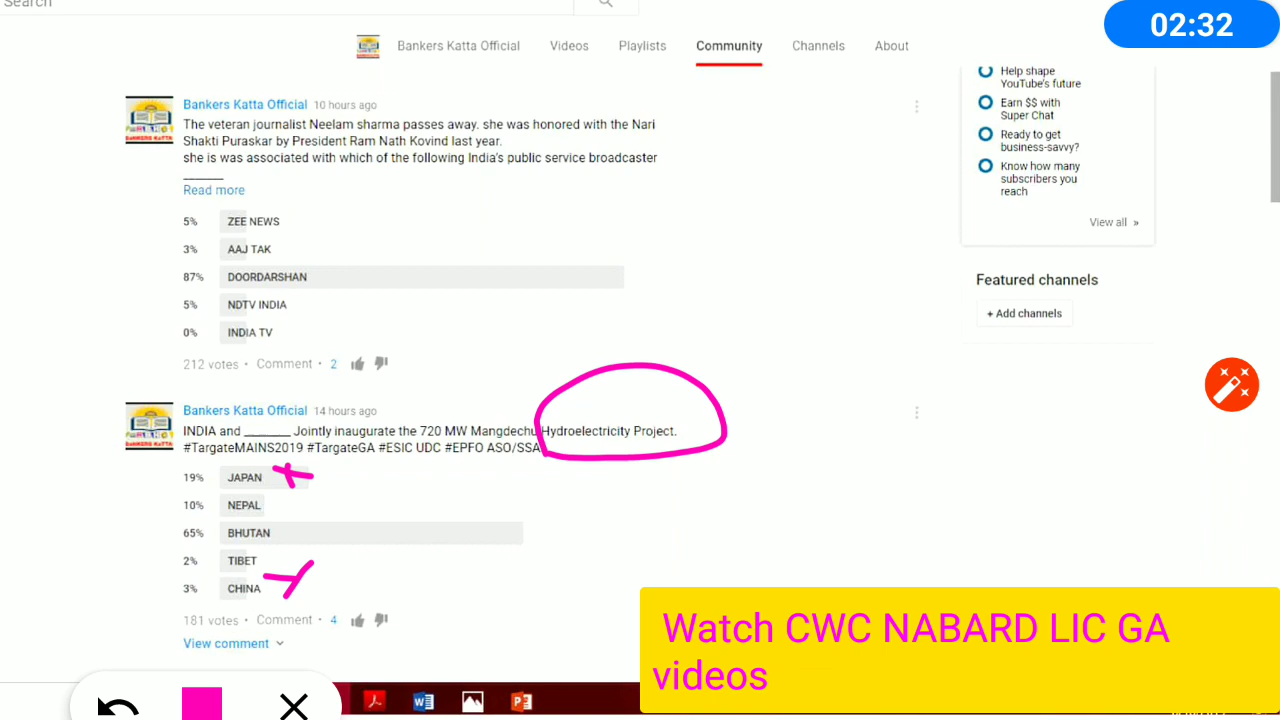 Search
02:32
Bankers Katta Official Videos Playlists Community Channels About
Help shape
YouTube's future
Earn $$ with
Super Chat
Ready to get
business-savvy?
Know how many
subscribers you
reach
View all »
Featured channels
+ Add channels
Bankers Katta Official 10 hours ago
The veteran journalist Neelam sharma passes away. she was honored with the Nari
Shakti Puraskar by President Ram Nath Kovind last year.
she is was associated with which of the following India's public service broadcaster
______
Read more
5% ZEE NEWS
3% AAJ TAK
87% DOORDARSHAN
5% NDTV INDIA
0% INDIA TV
212 votes • Comment • 2
BANKERS KATTA
Bankers Katta Official 14 hours ago
INDIA and _______ Jointly inaugurate the 720 MW Mangdechu Hydroelectricity Project.
#TargateMAINS2019 #TargateGA #ESIC UDC #EPFO ASO/SSA
19% JAPAN
10% NEPAL
65% BHUTAN
2% TIBET
3% CHINA
181 votes • Comment • 4
View comment
BANKERS KATTA
Watch CWC NABARD LIC GA
videos